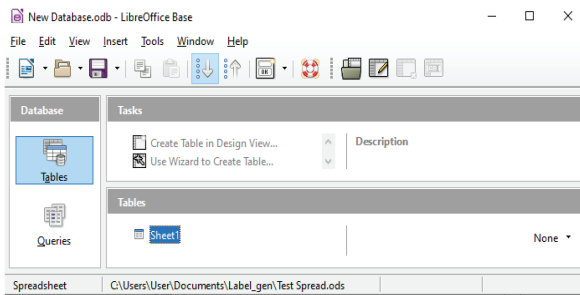 New Database.odb - LibreOffice Base
File Edit View Insert Tools Window Help
Database
Tasks
Create Table in Design View...
Use Wizard to Create Table...
Description
Tables
Queries
Tables
Sheet1
None
Spreadsheet C:\Users\User\Documents\Label_gen\Test Spread.ods